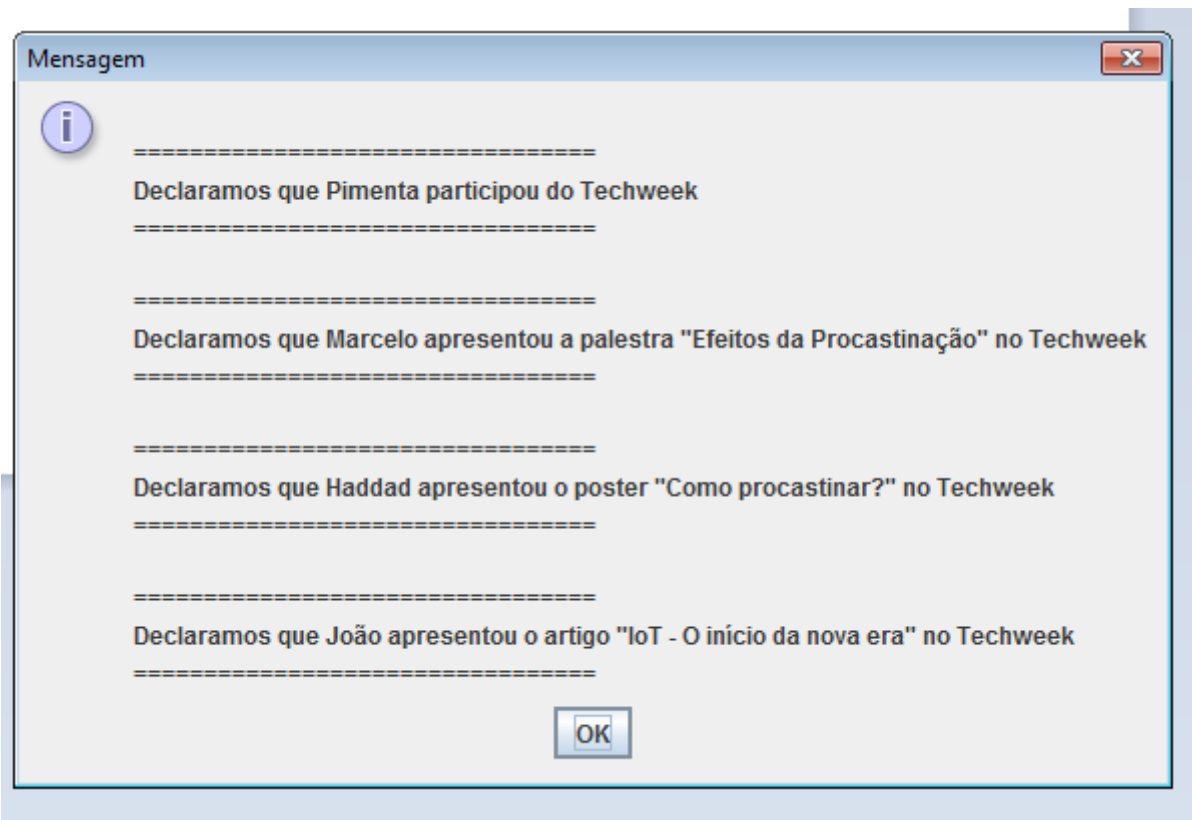 Mensagem
i
=================================
Declaramos que Pimenta participou do Techweek
=================================
=================================
Declaramos que Marcelo apresentou a palestra "Efeitos da Procastinação" no Techweek
=================================
=================================
Declaramos que Haddad apresentou o poster "Como procastinar?" no Techweek
=================================
=================================
Declaramos que João apresentou o artigo "IoT - O início da nova era" no Techweek
=================================
OK